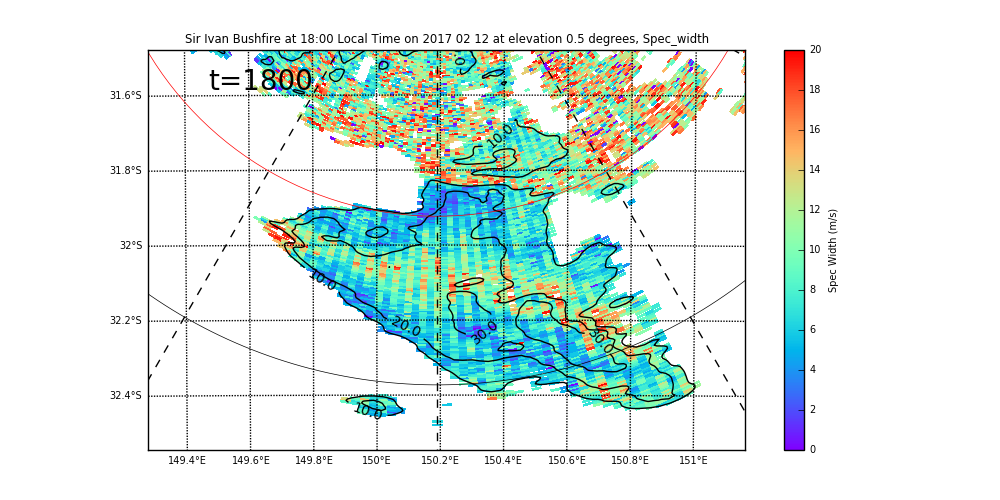 Sir Ivan Bushfire at 18:00 Local Time on 2017 02 12 at elevation 0.5 degrees, Spec_width
t=1800
31.6°S
31.8°S
32°S
32.2°S
32.4°S
149.4°E 149.6°E 149.8°E 150°E 150.2°E 150.4°E 150.6°E 150.8°E 151°E
10.0
10.0
20.0
30.0
30.0
10.0
20
18
16
14
12
10
8
6
4
2
0
Spec Width (m/s)